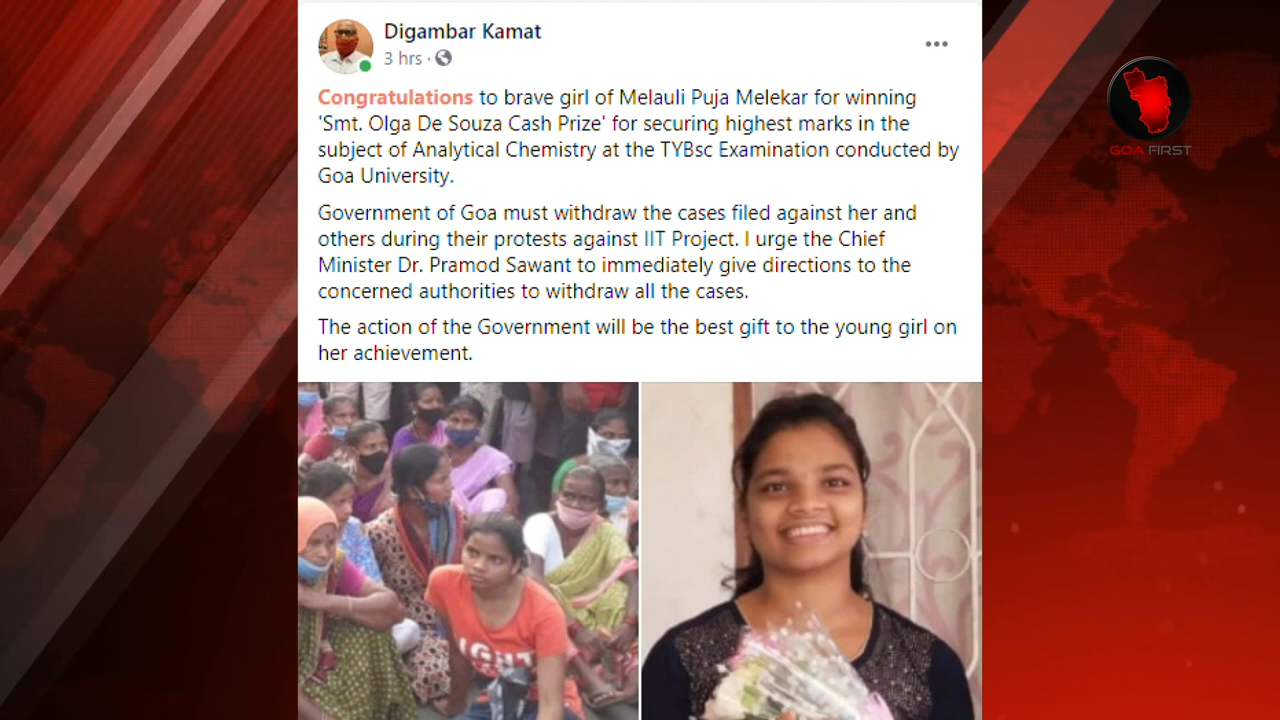 Digambar Kamat
3 hrs ·
Congratulations to brave girl of Melauli Puja Melekar for winning
'Smt. Olga De Souza Cash Prize' for securing highest marks in the
subject of Analytical Chemistry at the TYBsc Examination conducted by
Goa University.
Government of Goa must withdraw the cases filed against her and
others during their protests against IIT Project. I urge the Chief
Minister Dr. Pramod Sawant to immediately give directions to the
concerned authorities to withdraw all the cases.
The action of the Government will be the best gift to the young girl on
her achievement.
GOA FIRST